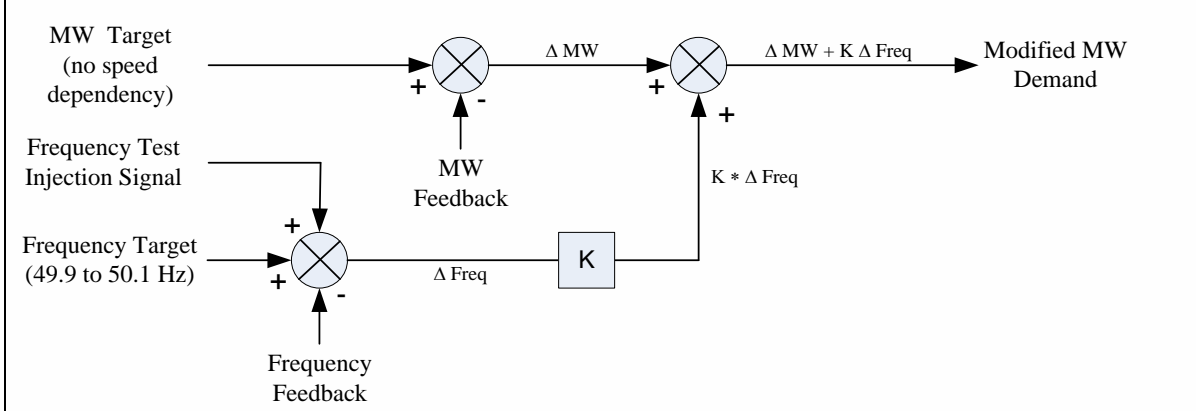 MW Target
(no speed
dependency)
+
-
Δ MW
+
+
Δ MW + K Δ Freq
Modified MW
Demand
MW
Feedback
K * Δ Freq
Frequency Test
Injection Signal
+
Frequency Target
(49.9 to 50.1 Hz)
+
-
Δ Freq
K
Frequency
Feedback